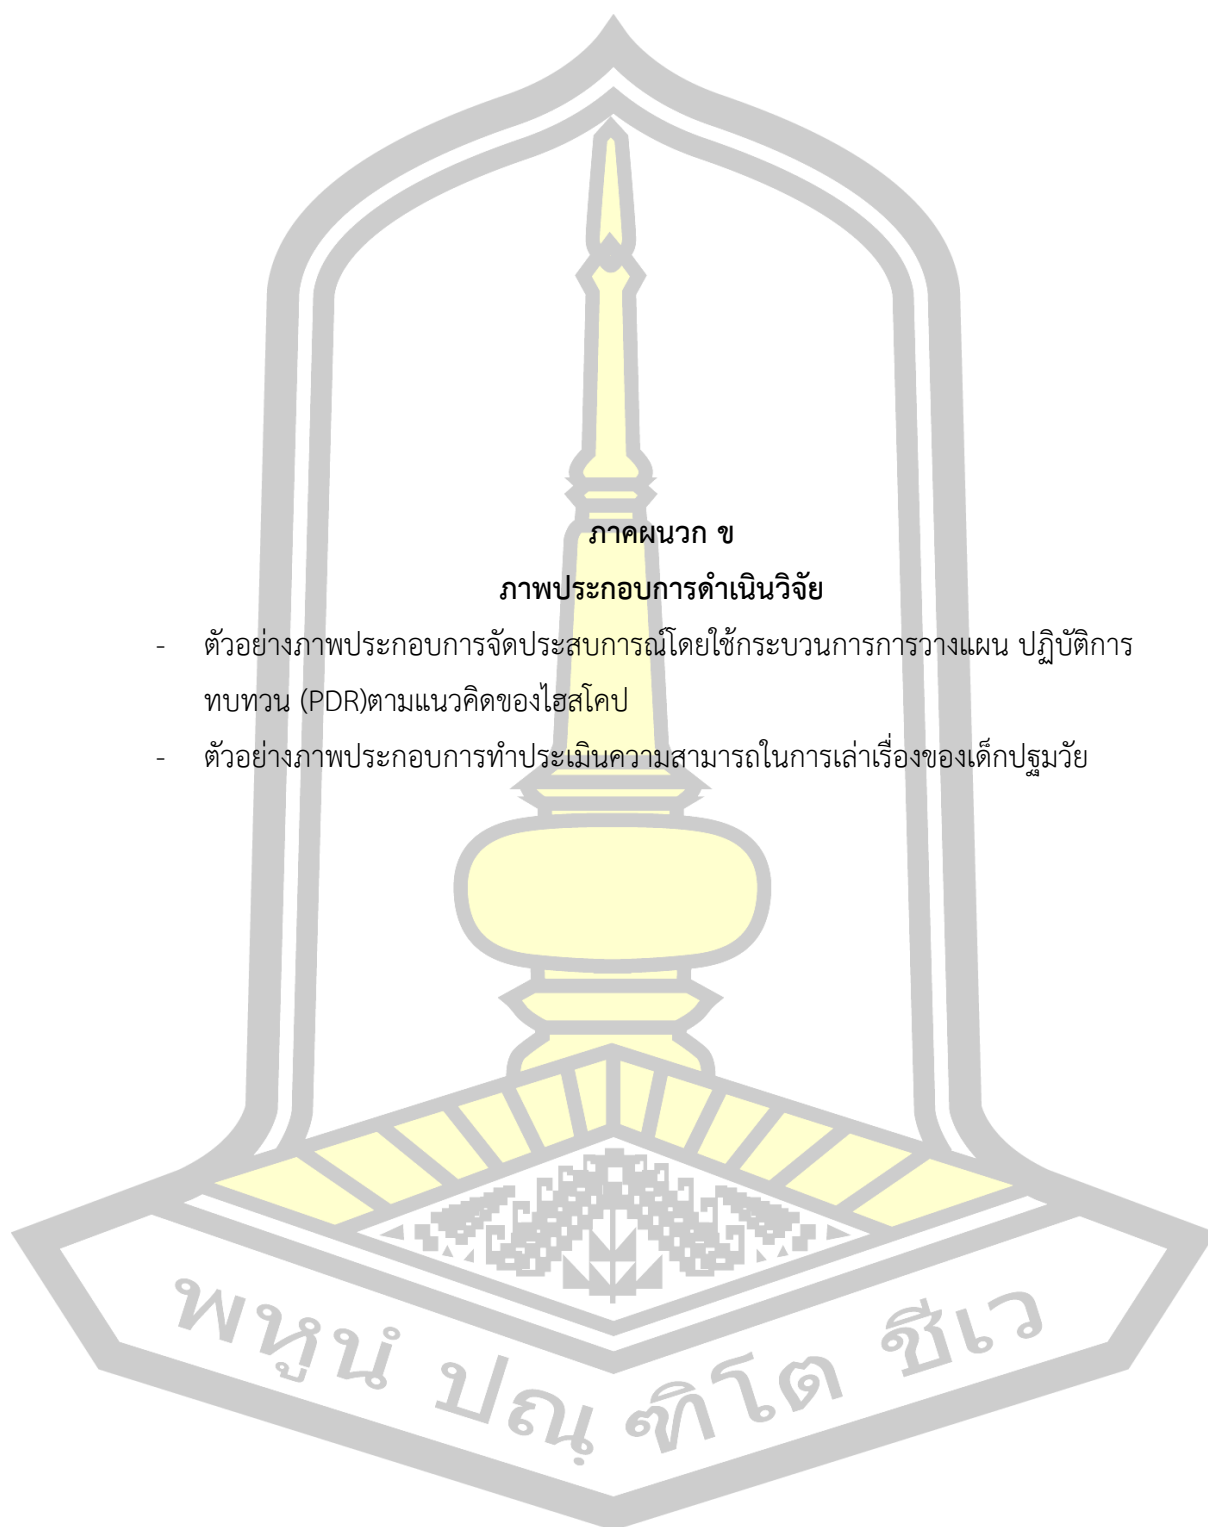 ภาคผนวก ข
ภาพประกอบการดำเนินวิจัย
- ตัวอย่างภาพประกอบการจัดประสบการณ์โดยใช้กระบวนการการวางแผน ปฏิบัติการ
ทบทวน (PDR)ตามแนวคิดของไฮสโคป
- ตัวอย่างภาพประกอบการทำประเมินความสามารถในการเล่าเรื่องของเด็กปฐมวัย
พหูนํ ปณฺฑิโต ชีเว